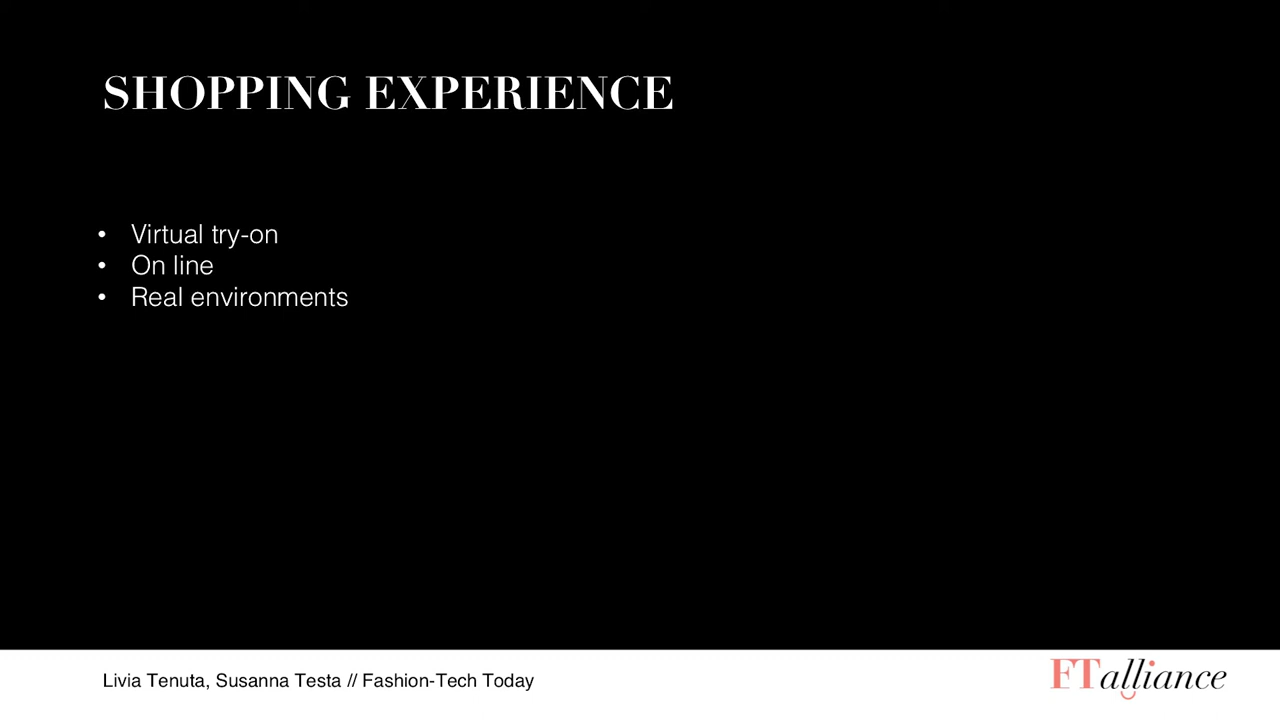 SHOPPING EXPERIENCE
• Virtual try-on
• On line
• Real environments
Livia Tenuta, Susanna Testa // Fashion-Tech Today
FTalliance